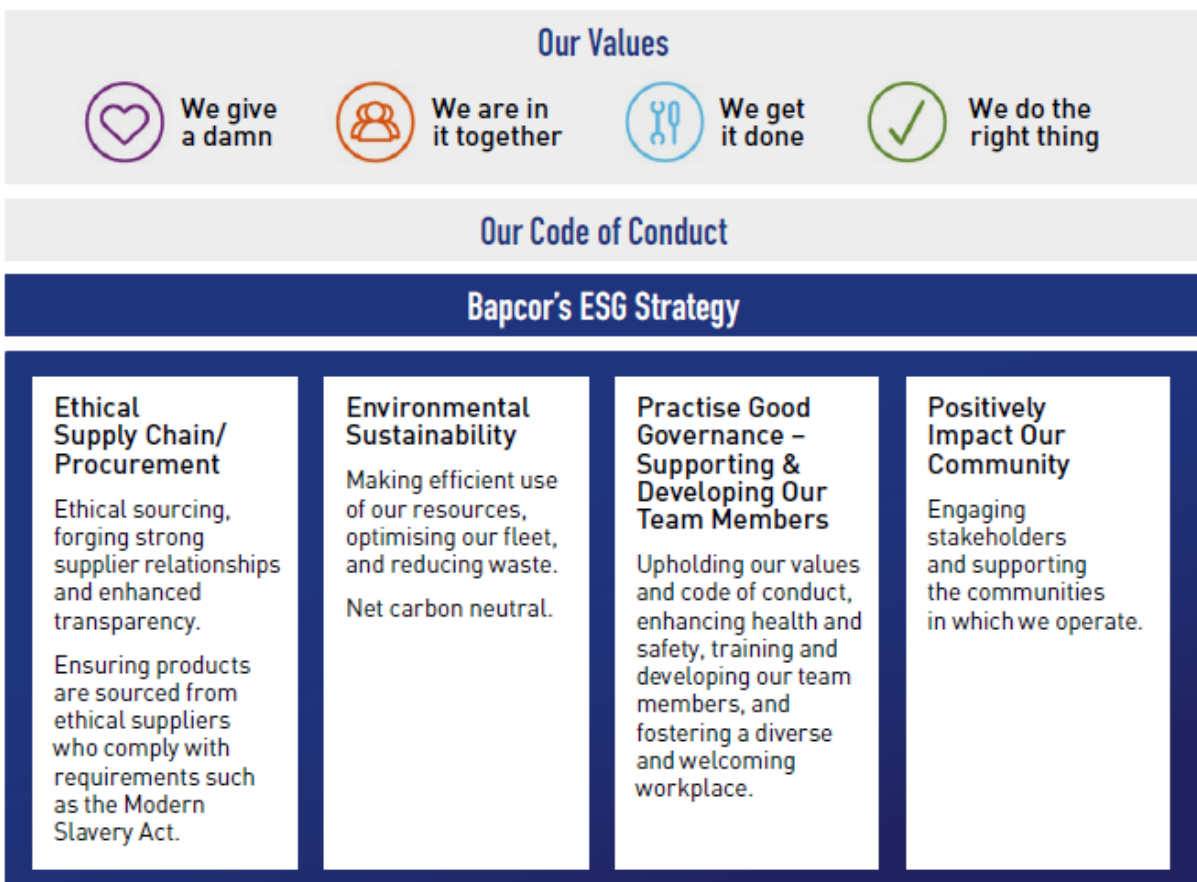 Our Values
We give
a damn
We are in
it together
We get
it done
We do the
right thing
Our Code of Conduct
Bapcor's ESG Strategy
Ethical
Supply Chain/
Procurement
Ethical sourcing,
forging strong
supplier relationships
and enhanced
transparency.
Ensuring products
are sourced from
ethical suppliers
who comply with
requirements such
as the Modern
Slavery Act.
Environmental
Sustainability
Making efficient use
of our resources,
optimising our fleet,
and reducing waste.
Net carbon neutral.
Practise Good
Governance –
Supporting &
Developing Our
Team Members
Upholding our values
and code of conduct,
enhancing health and
safety, training and
developing our team
members, and
fostering a diverse
and welcoming
workplace.
Positively
Impact Our
Community
Engaging
stakeholders
and supporting
the communities
in which we operate.